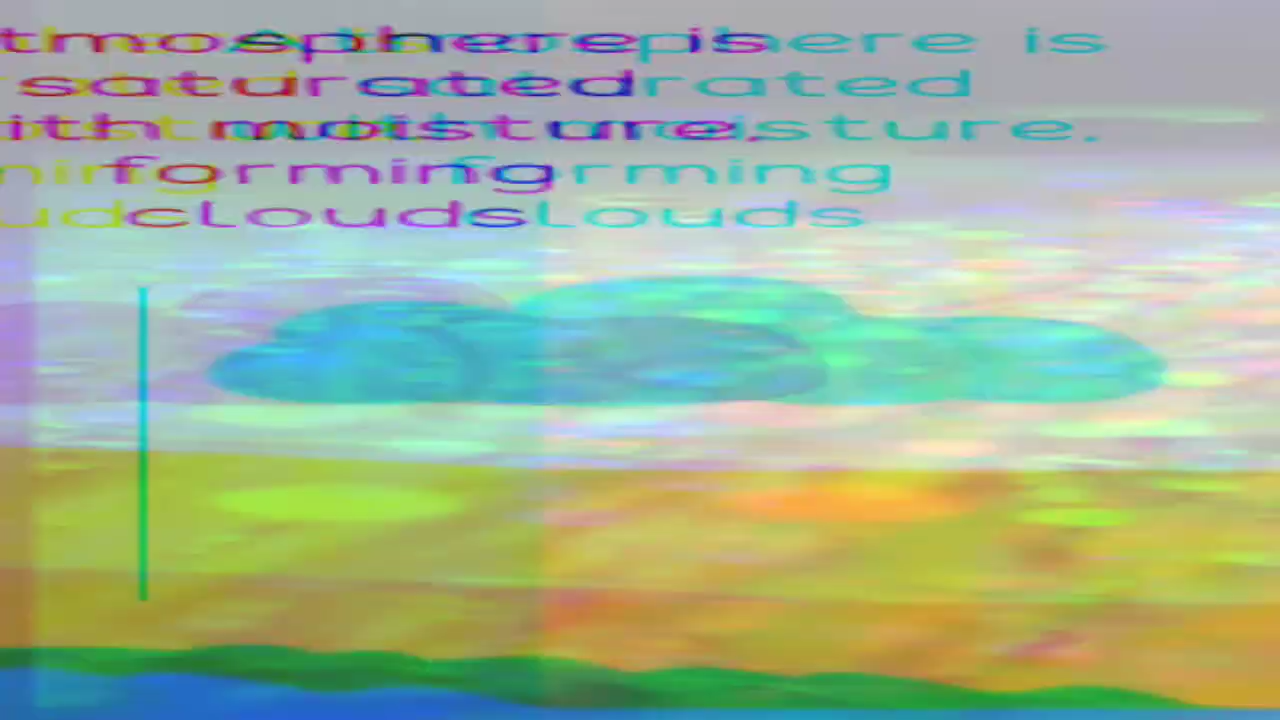 Atmosphere is
saturated
with moisture,
forming
clouds